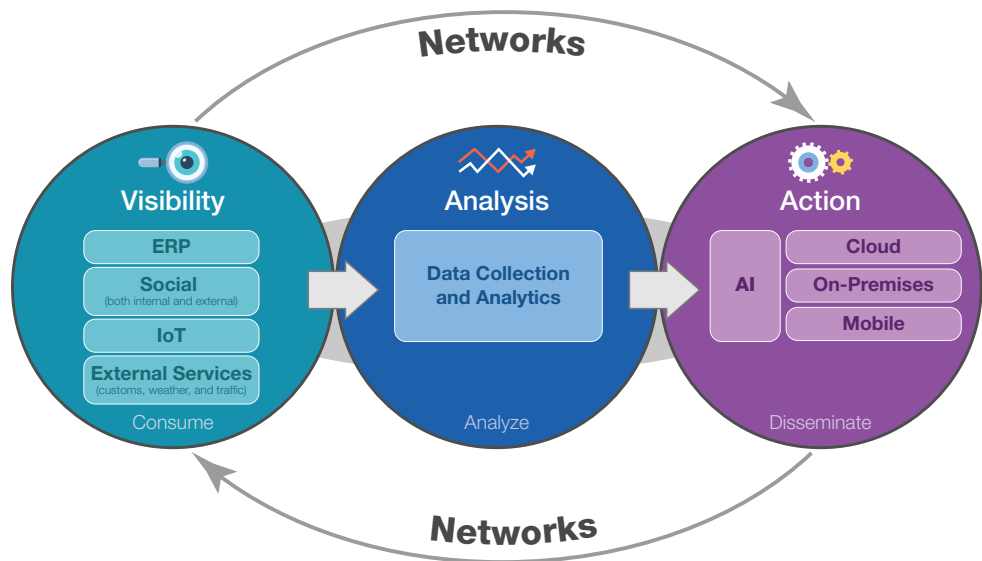 Networks
Visibility
ERP
Social
(both internal and external)
IoT
External Services
(customs, weather, and traffic)
Consume
Analysis
Data Collection
and Analytics
Analyze
Action
AI
Cloud
On-Premises
Mobile
Disseminate
Networks